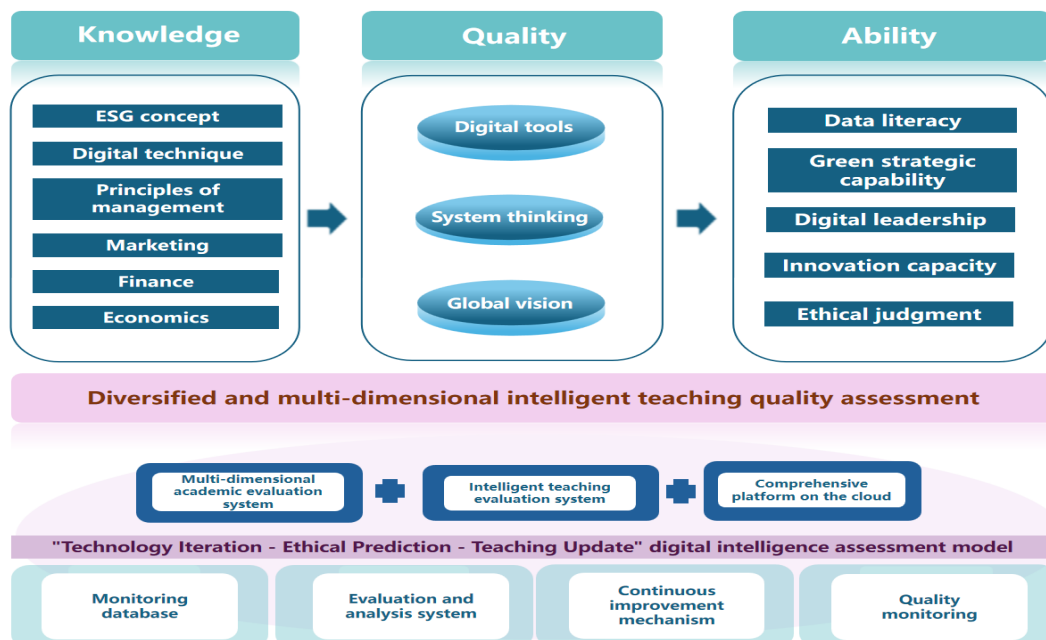 Knowledge
Quality
Ability
ESG concept
Digital technique
Principles of
management
Marketing
Finance
Economics
Digital tools
System thinking
Global vision
Data literacy
Green strategic
capability
Digital leadership
Innovation capacity
Ethical judgment
Diversified and multi-dimensional intelligent teaching quality assessment
Multi-dimensional
academic evaluation
system
Intelligent teaching
evaluation system
Comprehensive
platform on the cloud
"Technology Iteration - Ethical Prediction - Teaching Update" digital intelligence assessment model
Monitoring
database
Evaluation and
analysis system
Continuous
improvement
mechanism
Quality
monitoring